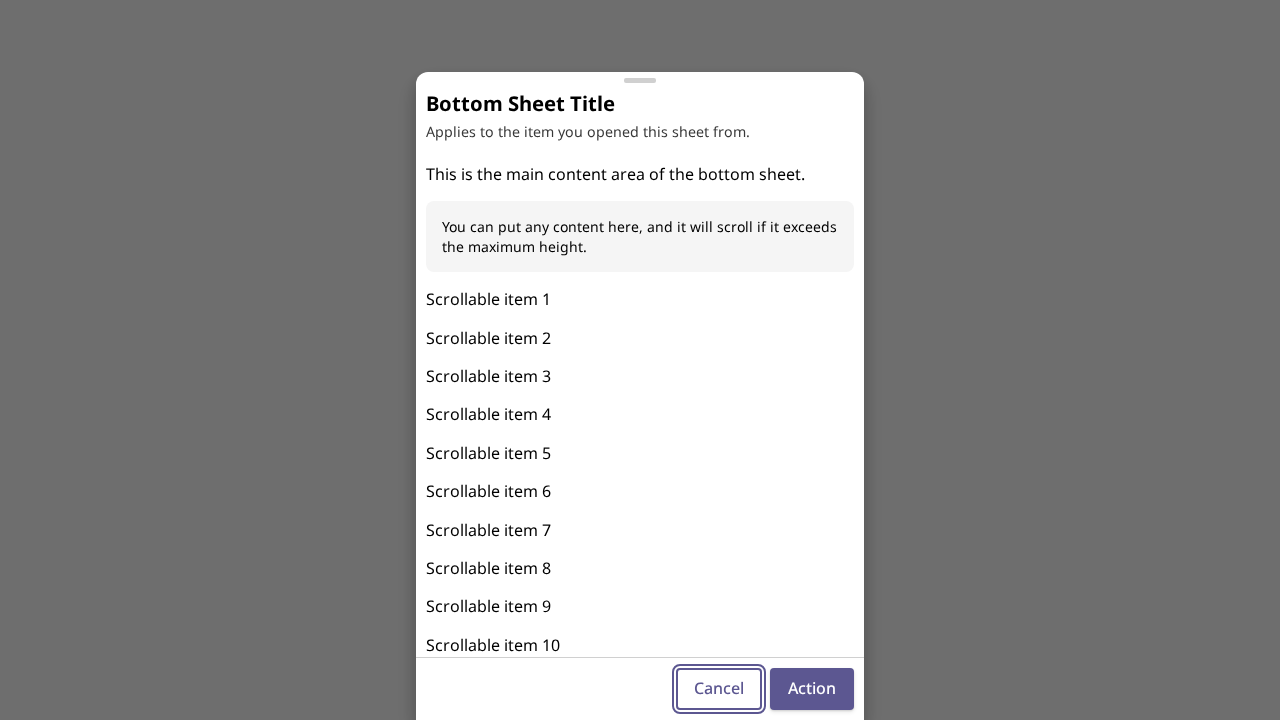 Bottom Sheet Title
Applies to the item you opened this sheet from.
This is the main content area of the bottom sheet.
You can put any content here, and it will scroll if it exceeds
the maximum height.
Scrollable item 1
Scrollable item 2
Scrollable item 3
Scrollable item 4
Scrollable item 5
Scrollable item 6
Scrollable item 7
Scrollable item 8
Scrollable item 9
Scrollable item 10
Cancel Action